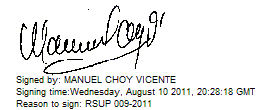 Signed by: MANUEL CHOY VICENTE
Signing time:Wednesday, August 10 2011, 20:28:18 GMT
Reason to sign: RSUP 009-2011